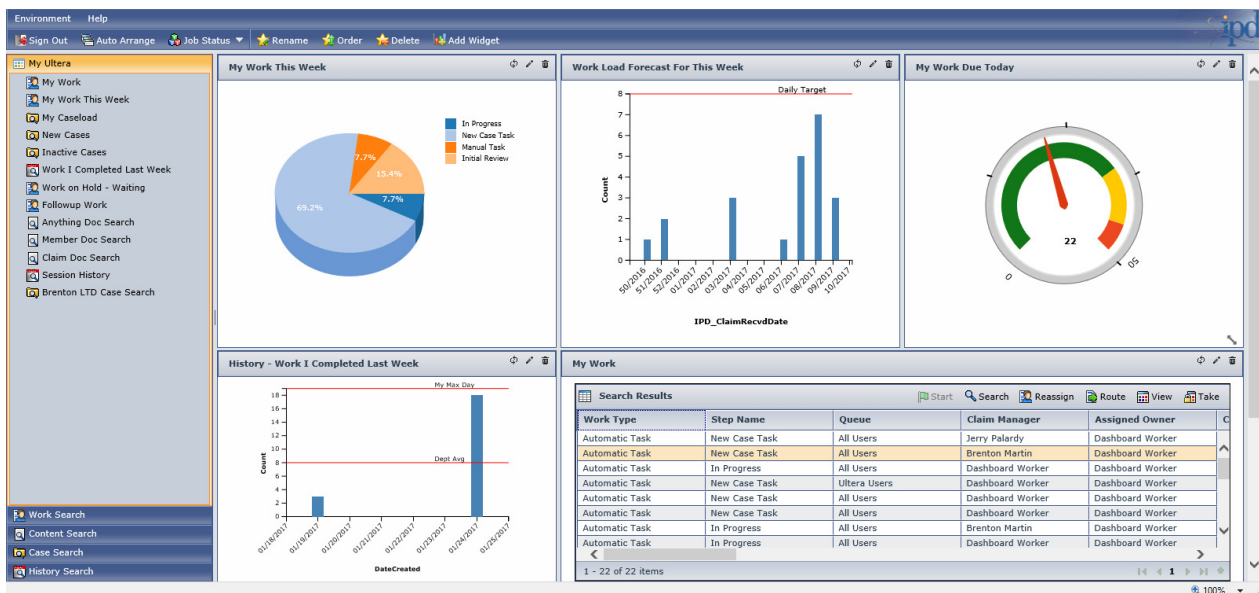 Environment Help
ipd
Sign Out Auto Arrange Job Status Rename Order Delete Add Widget
My Ultera
My Work
My Work This Week
My Caseload
New Cases
Inactive Cases
Work I Completed Last Week
Work on Hold - Waiting
Followup Work
Anything Doc Search
Member Doc Search
Claim Doc Search
Session History
Brenton LTD Case Search
Work Search
Content Search
Case Search
History Search
My Work This Week
In Progress
New Case Task
Manual Task
Initial Review
7.7%
15.4%
7.7%
69.2%
Work Load Forecast For This Week
Daily Target
Count
8
7
6
5
4
3
2
1
0
50/2016 51/2016 52/2016 01/2017 02/2017 03/2017 04/2017 05/2017 06/2017 07/2017 08/2017 09/2017 10/2017
IPD_ClaimRecvdDate
My Work Due Today
22
0 50
History - Work I Completed Last Week
My Max Day
Dept Avg
Count
18
16
14
12
10
8
6
4
2
0
01/18/2017 01/19/2017 01/20/2017 01/21/2017 01/22/2017 01/23/2017 01/24/2017 01/25/2017
DateCreated
My Work
Search Results Start Search Reassign Route View Take
Work Type Step Name Queue Claim Manager Assigned Owner C
Automatic Task New Case Task All Users Jerry Palardy Dashboard Worker
Automatic Task New Case Task All Users Brenton Martin Dashboard Worker
Automatic Task In Progress All Users Dashboard Worker Dashboard Worker
Automatic Task New Case Task Ultera Users Dashboard Worker Dashboard Worker
Automatic Task New Case Task All Users Dashboard Worker Dashboard Worker
Automatic Task New Case Task All Users Dashboard Worker Dashboard Worker
Automatic Task In Progress All Users Brenton Martin Dashboard Worker
Automatic Task In Progress All Users Dashboard Worker Dashboard Worker
1 - 22 of 22 items 1
100%